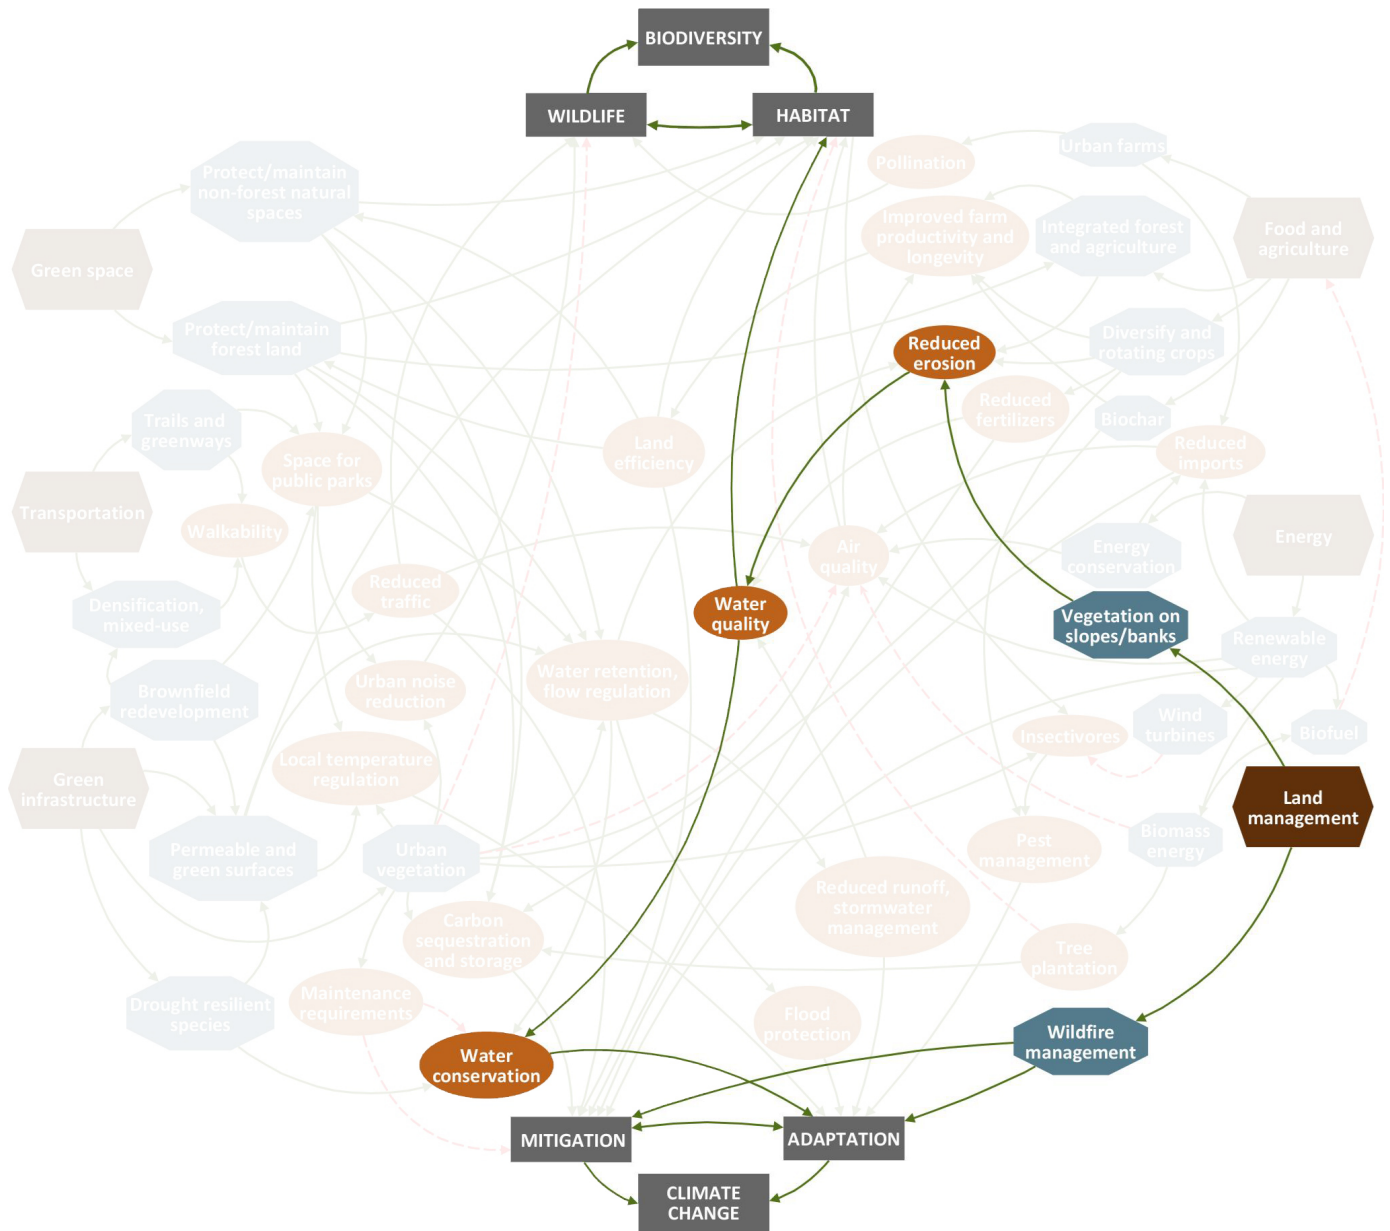 BIODIVERSITY
WILDLIFE
HABITAT
Pollination
Urban farms
Protect/maintain
non-forest natural
spaces
Improved farm
productivity and
longevity
Integrated forest
and agriculture
Food and
agriculture
Green space
Protect/maintain
forest land
Reduced
erosion
Diversify and
rotating crops
Trails and
greenways
Reduced
fertilizers
Biochar
Space for
public parks
Land
efficiency
Reduced
imports
Transportation
Walkability
Air
quality
Energy
conservation
Energy
Reduced
traffic
Densification,
mixed-use
Water
quality
Vegetation on
slopes/banks
Renewable
energy
Brownfield
redevelopment
Urban noise
reduction
Water retention,
flow regulation
Insectivores
Wind
turbines
Biofuel
Green
infrastructure
Local temperature
regulation
Land
management
Permeable and
green surfaces
Urban
vegetation
Pest
management
Biomass
energy
Reduced runoff,
stormwater
management
Carbon
sequestration
and storage
Tree
plantation
Drought resilient
species
Maintenance
requirements
Flood
protection
Wildfire
management
Water
conservation
MITIGATION
ADAPTATION
CLIMATE
CHANGE